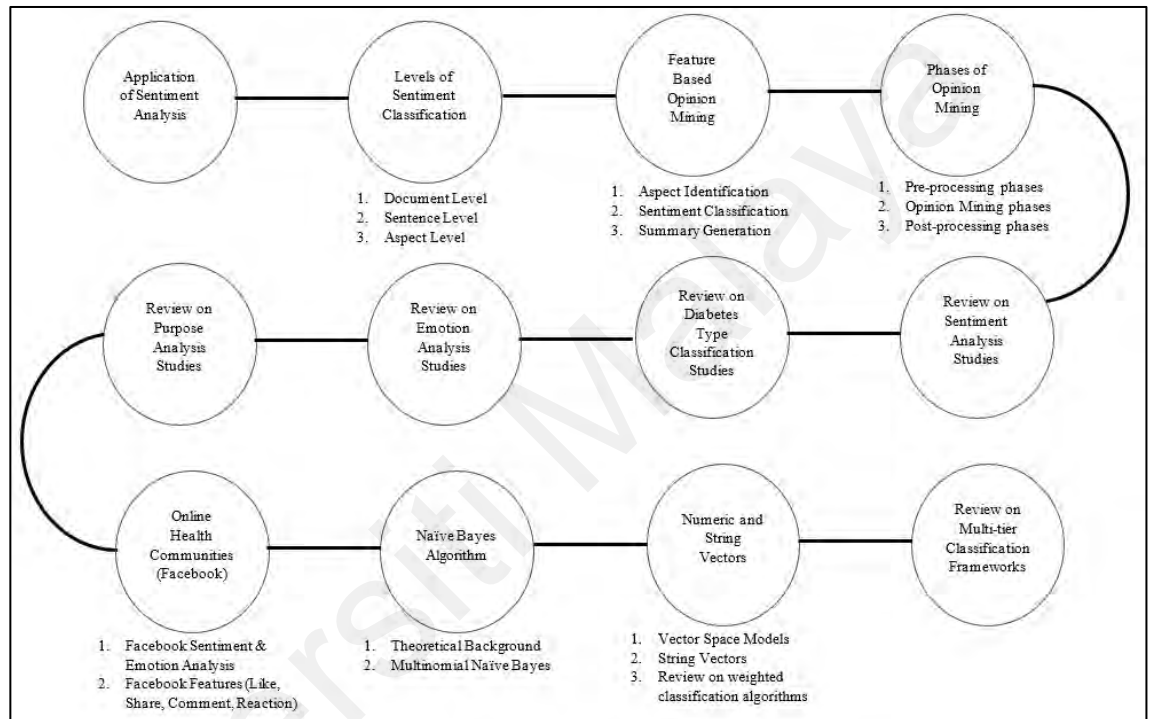 Application
of Sentiment
Analysis
Levels of
Sentiment
Classification
Feature
Based
Opinion
Mining
Phases of
Opinion
Mining
1. Document Level
2. Sentence Level
3. Aspect Level
1. Aspect Identification
2. Sentiment Classification
3. Summary Generation
1. Pre-processing phases
2. Opinion Mining phases
3. Post-processing phases
Review on
Purpose
Analysis
Studies
Review on
Emotion
Analysis
Studies
Review on
Diabetes
Type
Classification
Studies
Review on
Sentiment
Analysis
Studies
Online
Health
Communities
(Facebook)
Naïve Bayes
Algorithm
Numeric and
String
Vectors
Review on
Multi-tier
Classification
Frameworks
1. Facebook Sentiment &
Emotion Analysis
2. Facebook Features (Like,
Share, Comment, Reaction)
1. Theoretical Background
2. Multinomial Naïve Bayes
1. Vector Space Models
2. String Vectors
3. Review on weighted
classification algorithms
ersiti Malaya